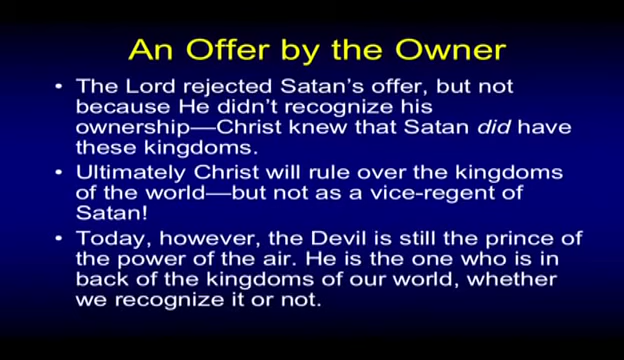 An Offer by the Owner
• The Lord rejected Satan's offer, but not
because He didn't recognize his
ownership—Christ knew that Satan did have
these kingdoms.
• Ultimately Christ will rule over the kingdoms
of the world—but not as a vice-regent of
Satan!
• Today, however, the Devil is still the prince of
the power of the air. He is the one who is in
back of the kingdoms of our world, whether
we recognize it or not.